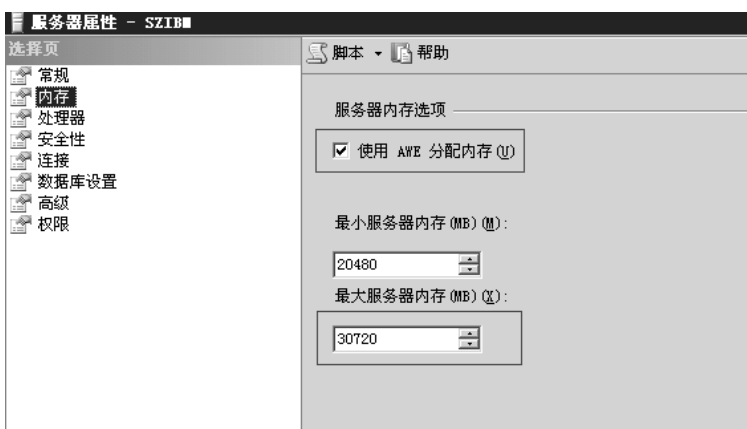 服务器属性 - SZIBM
选择页
常规
内存
处理器
安全性
连接
数据库设置
高级
权限
脚本 帮助
服务器内存选项
使用 AWE 分配内存(U)
最小服务器内存(MB)(M):
20480
最大服务器内存(MB)(X):
30720